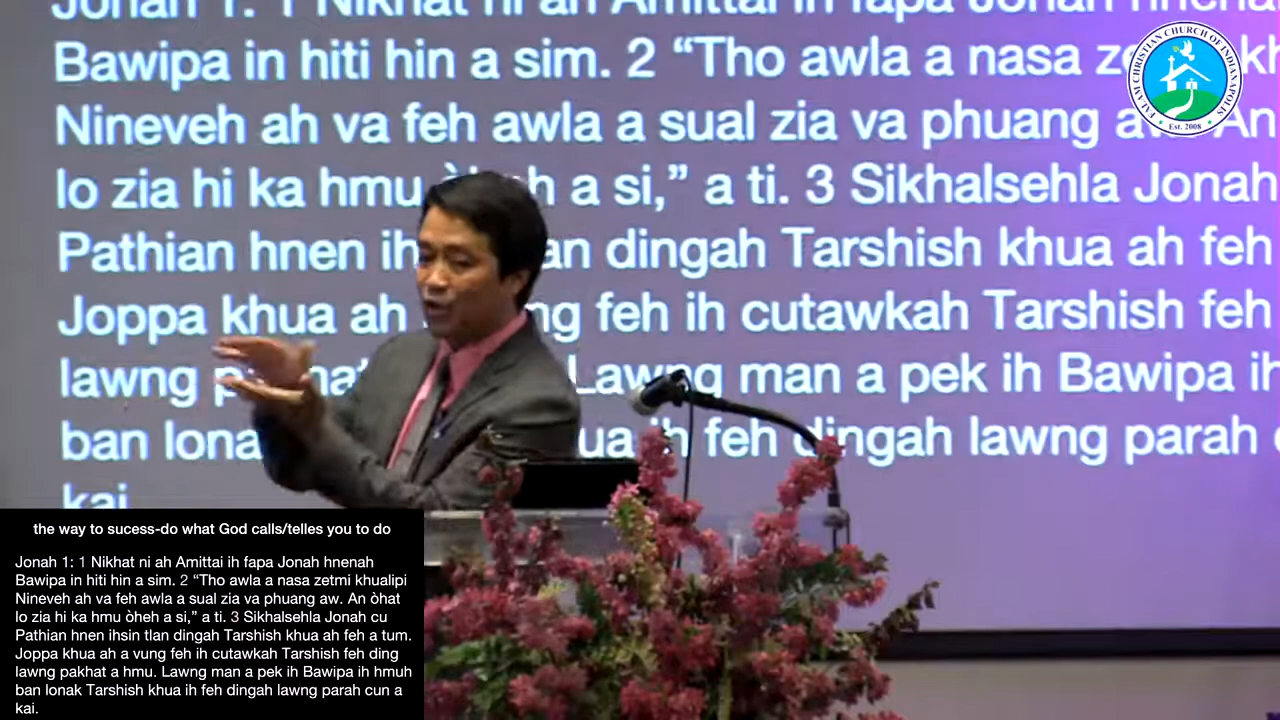 Jonah 1: 1 Nikhat ni ah Amittai ih fapa Jonah hnenah
Bawipa in hiti hin a sim. 2 “Tho awla a nasa
Nineveh ah va feh awla a sual zia va phuang An
lo zia hi ka hmu a si,” a ti. 3 Sikhalsehla Jonah
Pathian hnen dingah Tarshish khua ah feh
Joppa khua ah feh ih cutawkah Tarshish feh
lawng Lawng man a pek ih Bawipa ih
ban ih feh dingah lawng parah
kai.
FALAM CHRISTIAN CHURCH OF INDIANAPOLIS
Est. 2008
the way to sucess-do what God calls/telles you to do
Jonah 1: 1 Nikhat ni ah Amittai ih fapa Jonah hnenah
Bawipa in hiti hin a sim. 2 “Tho awla a nasa zetmi khualipi
Nineveh ah va feh awla a sual zia va phuang aw. An òhat
lo zia hi ka hmu òheh a si,” a ti. 3 Sikhalsehla Jonah cu
Pathian hnen ihsin tlan dingah Tarshish khua ah feh a tum.
Joppa khua ah a vung feh ih cutawkah Tarshish feh ding
lawng pakhat a hmu. Lawng man a pek ih Bawipa ih hmuh
ban lonak Tarshish khua ih feh dingah lawng parah cun a
kai.